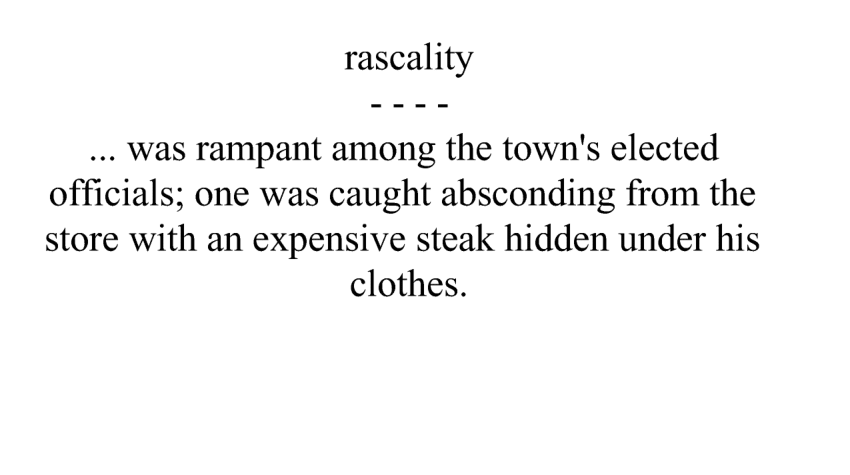 rascality
- - - -
... was rampant among the town's elected
officials; one was caught absconding from the
store with an expensive steak hidden under his
clothes.